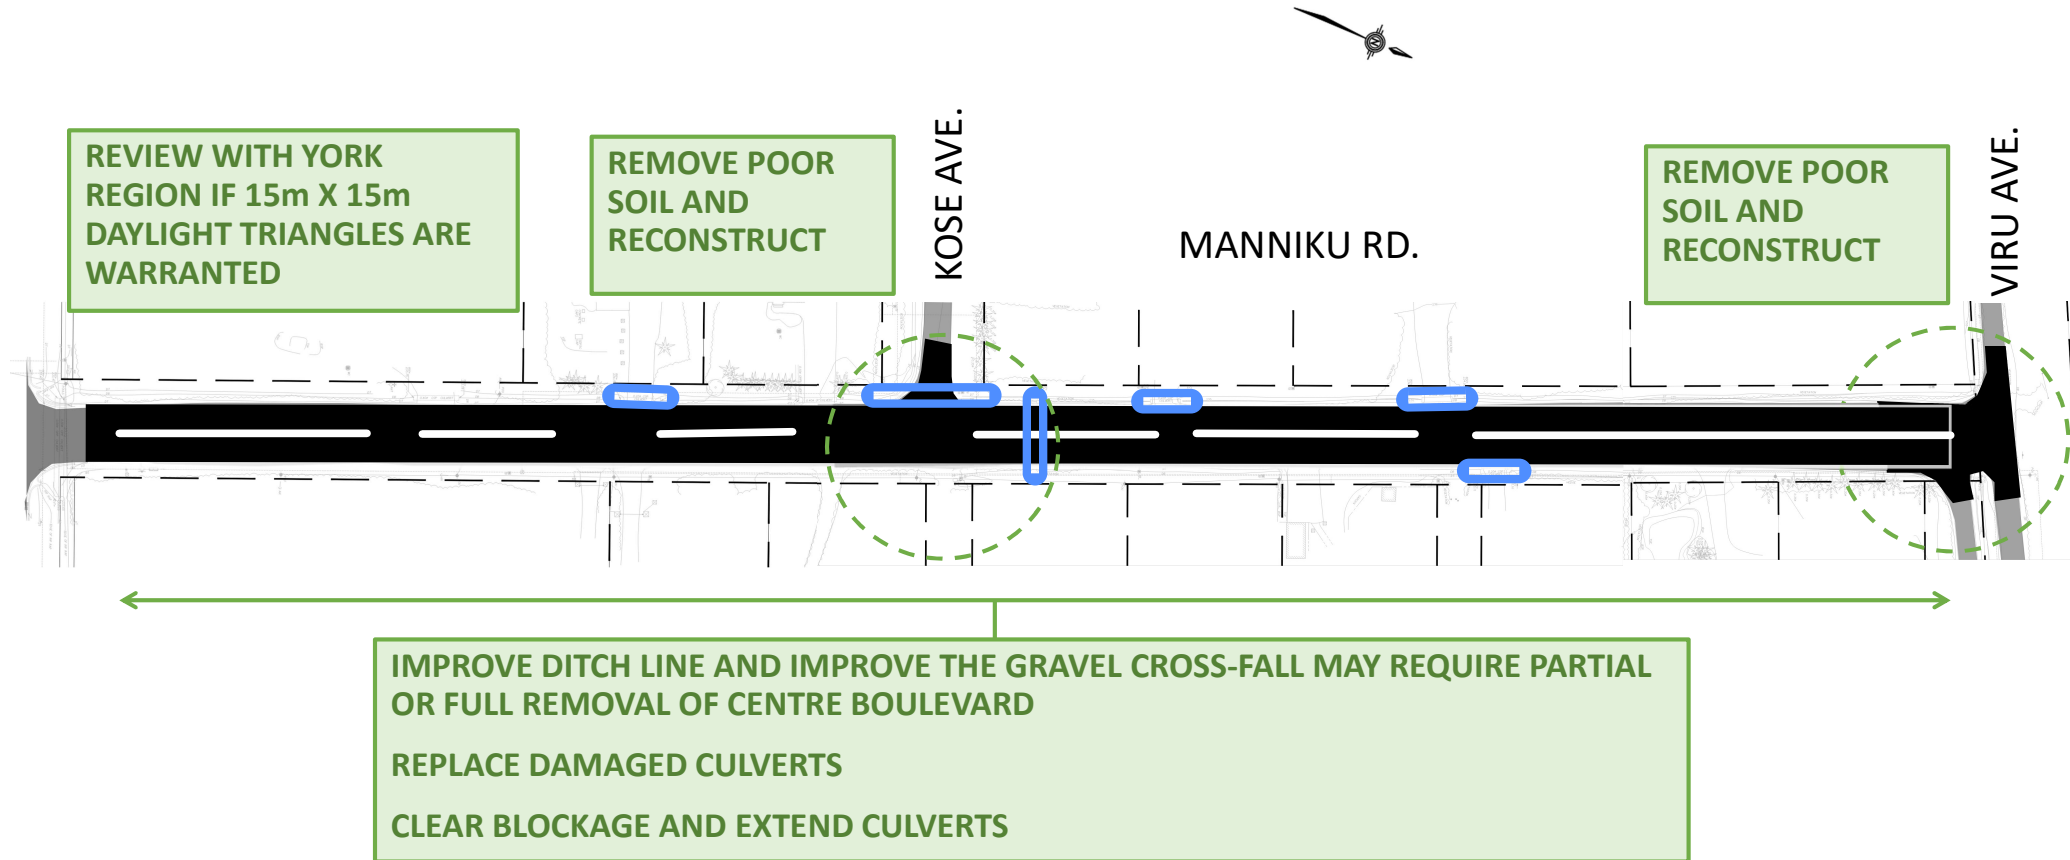 N
REVIEW WITH YORK
REGION IF 15m X 15m
DAYLIGHT TRIANGLES ARE
WARRANTED
REMOVE POOR
SOIL AND
RECONSTRUCT
KOSE AVE.
MANNIKU RD.
REMOVE POOR
SOIL AND
RECONSTRUCT
VIRU AVE.
IMPROVE DITCH LINE AND IMPROVE THE GRAVEL CROSS-FALL MAY REQUIRE PARTIAL
OR FULL REMOVAL OF CENTRE BOULEVARD
REPLACE DAMAGED CULVERTS
CLEAR BLOCKAGE AND EXTEND CULVERTS